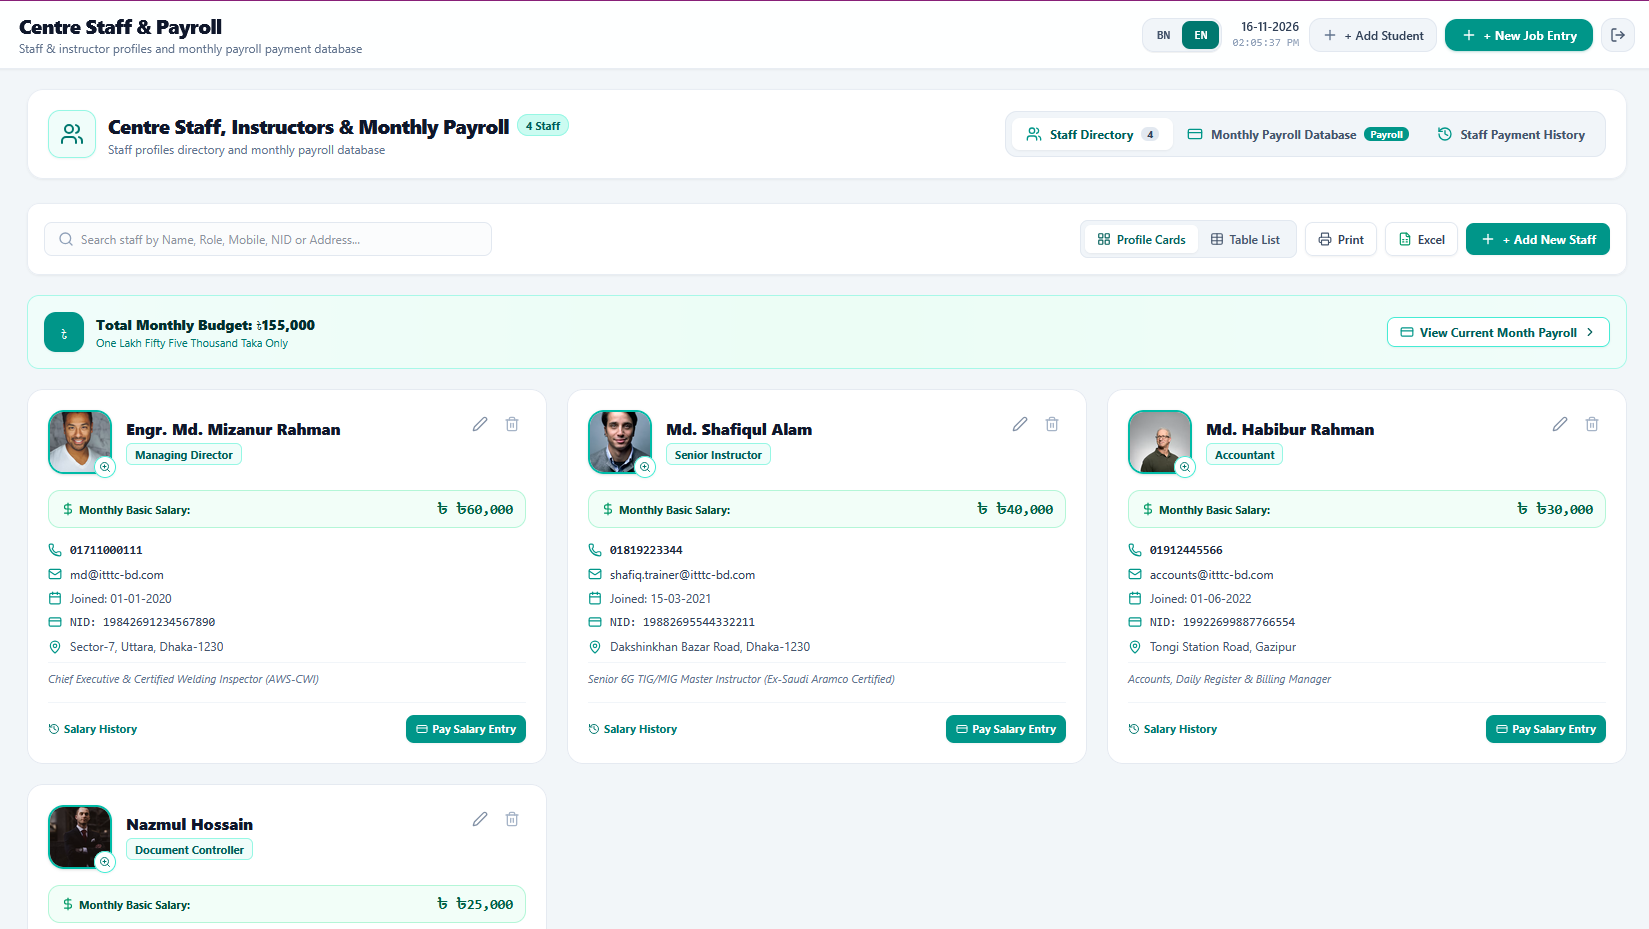 Centre Staff & Payroll
Staff & instructor profiles and monthly payroll payment database
BN EN
16-11-2026
02:05:37 PM
+ Add Student
+ New Job Entry
Centre Staff, Instructors & Monthly Payroll 4 Staff
Staff profiles directory and monthly payroll database
Staff Directory 4
Monthly Payroll Database Payroll
Staff Payment History
Search staff by Name, Role, Mobile, NID or Address...
Profile Cards
Table List
Print
Excel
+ Add New Staff
৳
Total Monthly Budget: ৳155,000
One Lakh Fifty Five Thousand Taka Only
View Current Month Payroll
Engr. Md. Mizanur Rahman
Managing Director
$ Monthly Basic Salary: ৳ ৳60,000
01711000111
md@itttc-bd.com
Joined: 01-01-2020
NID: 19842691234567890
Sector-7, Uttara, Dhaka-1230
Chief Executive & Certified Welding Inspector (AWS-CWI)
Salary History
Pay Salary Entry
Md. Shafiqul Alam
Senior Instructor
$ Monthly Basic Salary: ৳ ৳40,000
01819223344
shafiq.trainer@itttc-bd.com
Joined: 15-03-2021
NID: 19882695544332211
Dakshinkhan Bazar Road, Dhaka-1230
Senior 6G TIG/MIG Master Instructor (Ex-Saudi Aramco Certified)
Salary History
Pay Salary Entry
Md. Habibur Rahman
Accountant
$ Monthly Basic Salary: ৳ ৳30,000
01912445566
accounts@itttc-bd.com
Joined: 01-06-2022
NID: 19922699887766554
Tongi Station Road, Gazipur
Accounts, Daily Register & Billing Manager
Salary History
Pay Salary Entry
Nazmul Hossain
Document Controller
$ Monthly Basic Salary: ৳ ৳25,000